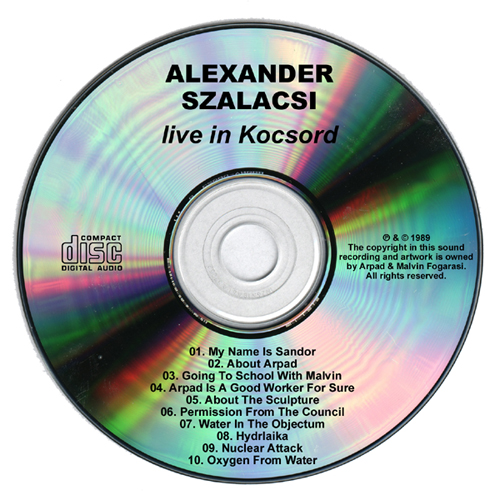 ALEXANDER
SZALACSI
live in Kocsord
COMPACT
disc
DIGITAL AUDIO
℗ & © 1989
The copyright in this sound
recording and artwork is owned
by Arpad & Malvin Fogarasi.
All rights reserved.
01. My Name Is Sandor
02. About Arpad
03. Going To School With Malvin
04. Arpad Is A Good Worker For Sure
05. About The Sculpture
06. Permission From The Council
07. Water In The Objectum
08. Hydrlaika
09. Nuclear Attack
10. Oxygen From Water